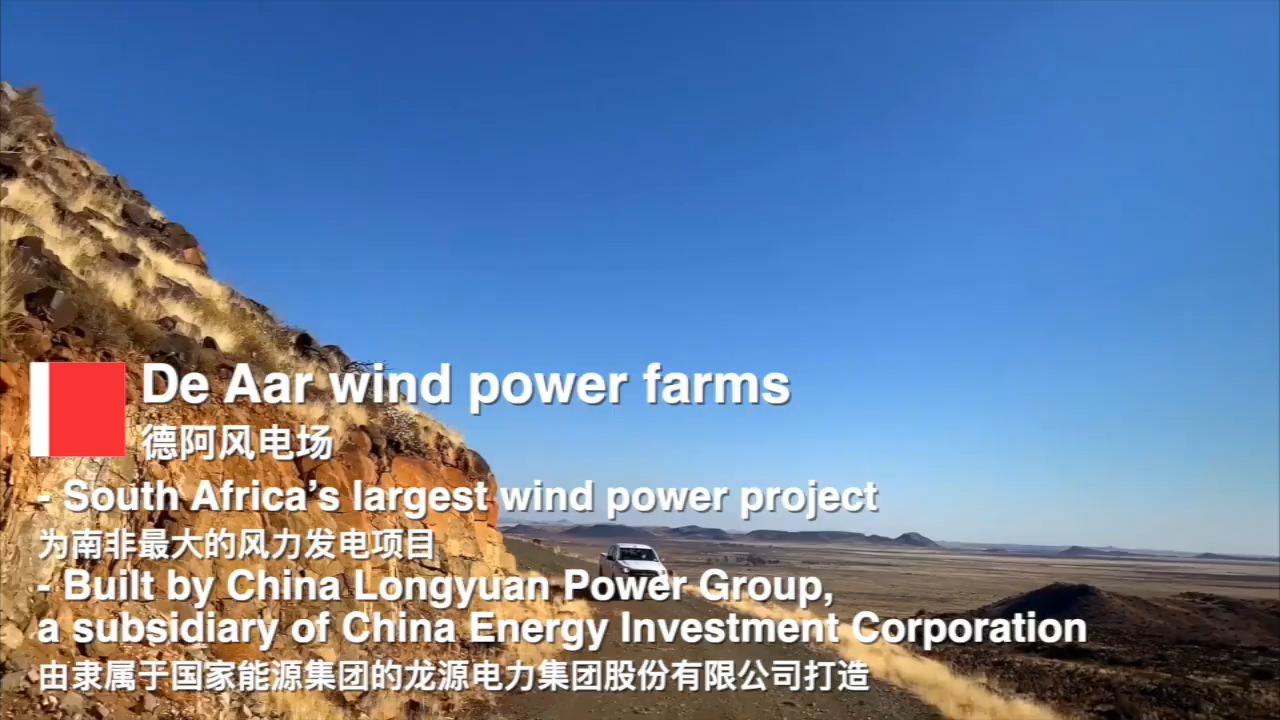 De Aar wind power farms
德阿风电场
- South Africa’s largest wind power project
为南非最大的风力发电项目
- Built by China Longyuan Power Group,
a subsidiary of China Energy Investment Corporation
由隶属于国家能源集团的龙源电力集团股份有限公司打造